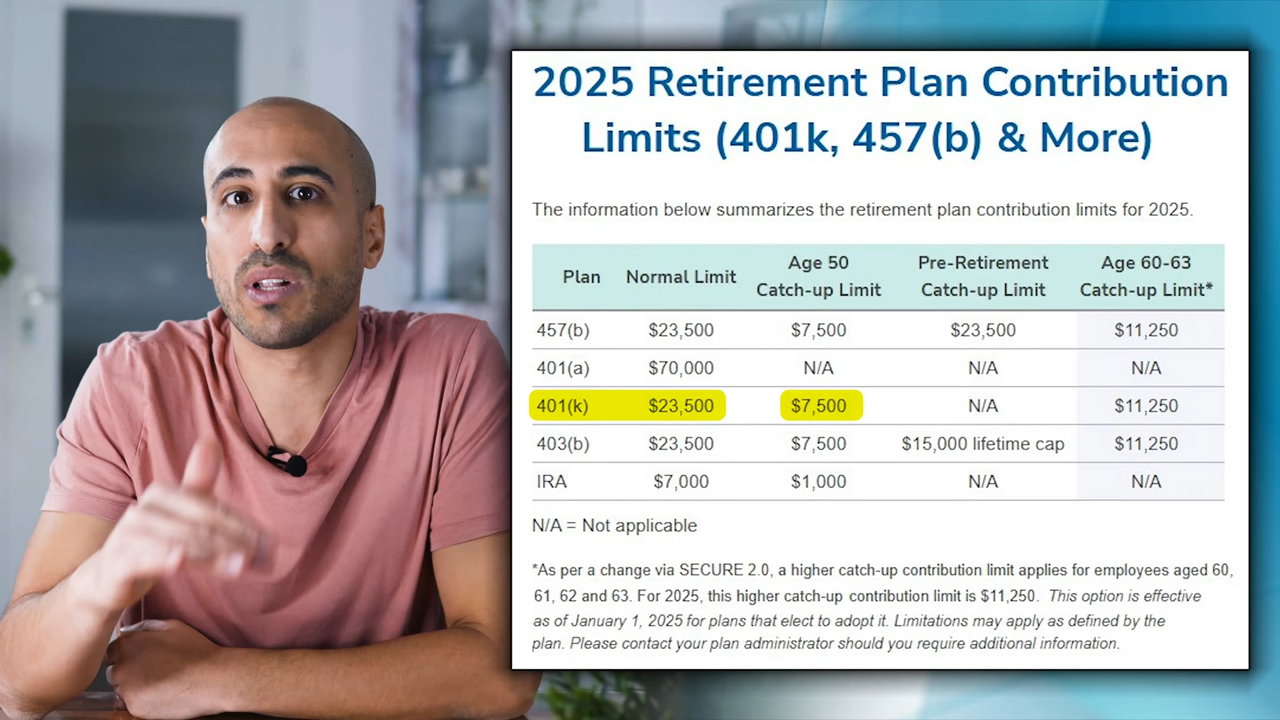 2025 Retirement Plan Contribution
Limits (401k, 457(b) & More)
The information below summarizes the retirement plan contribution limits for 2025.
Plan Normal Limit Age 50 Catch-up Limit Pre-Retirement Catch-up Limit Age 60-63 Catch-up Limit*
457(b) $23,500 $7,500 $23,500 $11,250
401(a) $70,000 N/A N/A N/A
401(k) $23,500 $7,500 N/A $11,250
403(b) $23,500 $7,500 $15,000 lifetime cap $11,250
IRA $7,000 $1,000 N/A N/A
N/A = Not applicable
*As per a change via SECURE 2.0, a higher catch-up contribution limit applies for employees aged 60,
61, 62 and 63. For 2025, this higher catch-up contribution limit is $11,250. This option is effective
as of January 1, 2025 for plans that elect to adopt it. Limitations may apply as defined by the
plan. Please contact your plan administrator should you require additional information.